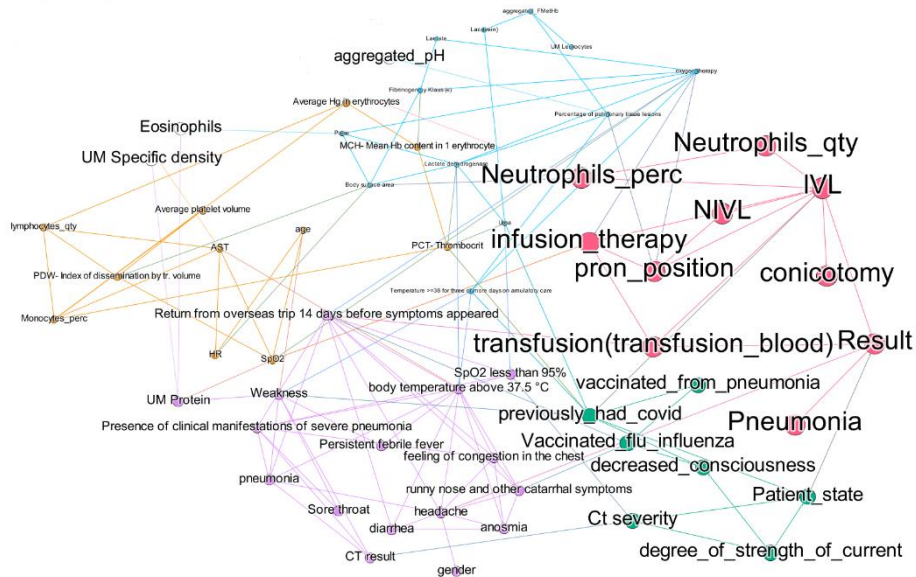 aggregated_FMetHb
Lactate
UM Leucocytes
aggregated_pH
oxygen therapy
Average Hg in erythrocytes
Percentage of pulmonary tissue lesions
Eosinophils
Pulse
Neutrophils_qty
MCH- Mean Hb content in 1 erythrocyte
UM Specific density
Lactate dehydrogenase
Neutrophils_perc
IVL
Body surface area
NIVL
Average platelet volume
lymphocytes_qty
Urea
age
infusion_therapy
AST
PCT- Thrombocrit
pron_position
conicotomy
PDW- Index of dissemination by tr. volume
Temperature >=38 for three or more days on amulatory care
Monocytes_perc
Return from overseas trip 14 days before symptoms appeared
transfusion(transfusion_blood)
Result
HR
SpO2
SpO2 less than 95%
vaccinated_from_pneumonia
body temperature above 37.5 °C
UM Protein
Weakness
previously_had_covid
Pneumonia
Presence of clinical manifestations of severe pneumonia
Vaccinated_flu_influenza
Persistent febrile fever
feeling of congestion in the chest
decreased_consciousness
pneumonia
runny nose and other catarrhal symptoms
Patient_state
Sore throat
headache
Ct severity
diarrhea
anosmia
CT result
degree_of_strength_of_current
gender